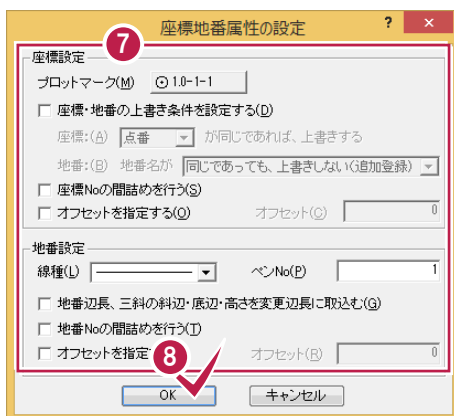 座標地番属性の設定 ? ×
7
座標設定
プロットマーク(M) 1.0-1-1
座標・地番の上書き条件を設定する(D)
座標:(A) 点番 が同じであれば、上書きする
地番:(B) 地番名が 同じであっても、上書きしない(追加登録)
座標Noの間詰めを行う(S)
オフセットを指定する(O) オフセット(C) 0
地番設定
線種(L) ペンNo(P) 1
地番辺長、三斜の斜辺・底辺・高さを変更辺長に取込む(G)
地番Noの間詰めを行う(T)
オフセットを指定 8 オフセット(R) 0
OK キャンセル